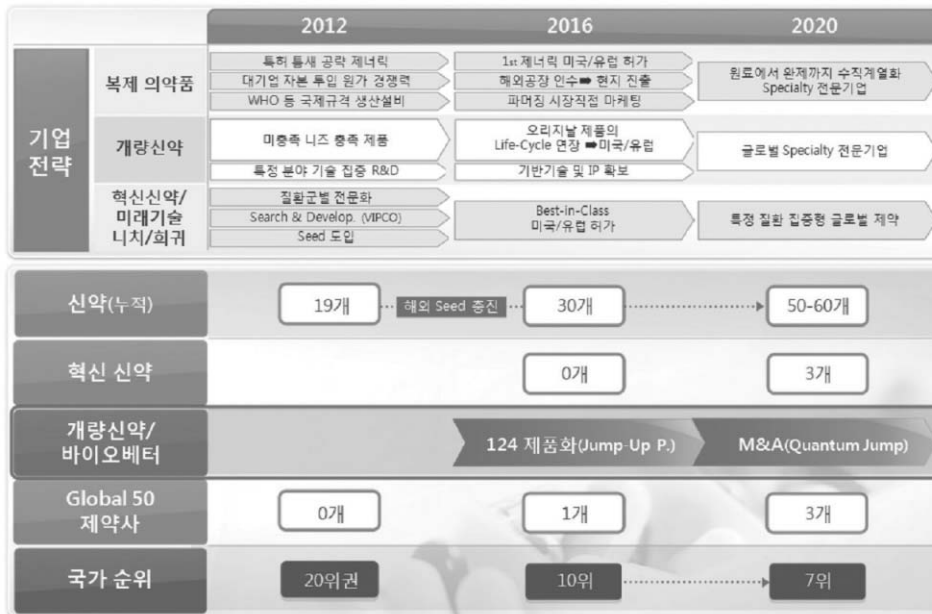 2012 2016 2020
기업
전략
복제 의약품
특허 틈새 공략 제너릭
대기업 자본 투입 원가 경쟁력
WHO 등 국제규격 생산설비
1st 제너릭 미국/유럽 허가
해외공장 인수➡ 현지 진출
파머징 시장직접 마케팅
원료에서 완제까지 수직계열화
Specialty 전문기업
개량신약
미충족 니즈 충족 제품
특정 분야 기술 집중 R&D
오리지날 제품의
Life-Cycle 연장 ➡미국/유럽
기반기술 및 IP 확보
글로벌 Specialty 전문기업
혁신신약/
미래기술
니치/희귀
질환군별 전문화
Search & Develop. (VIPCO)
Seed 도입
Best-in-Class
미국/유럽 허가
특정 질환 집중형 글로벌 제약
신약(누적) 19개 해외 Seed 충진 30개 50-60개
혁신 신약 0개 3개
개량신약/
바이오베터
124 제품화(Jump-Up P.) M&A(Quantum Jump)
Global 50
제약사
0개 1개 3개
국가 순위 20위권 10위 7위